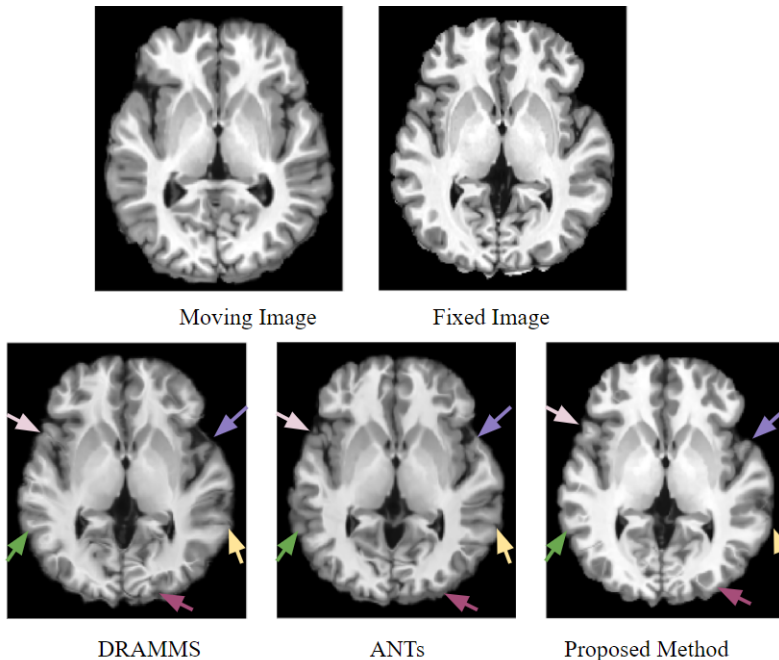 Moving Image
Fixed Image
DRAMMS
ANTs
Proposed Method